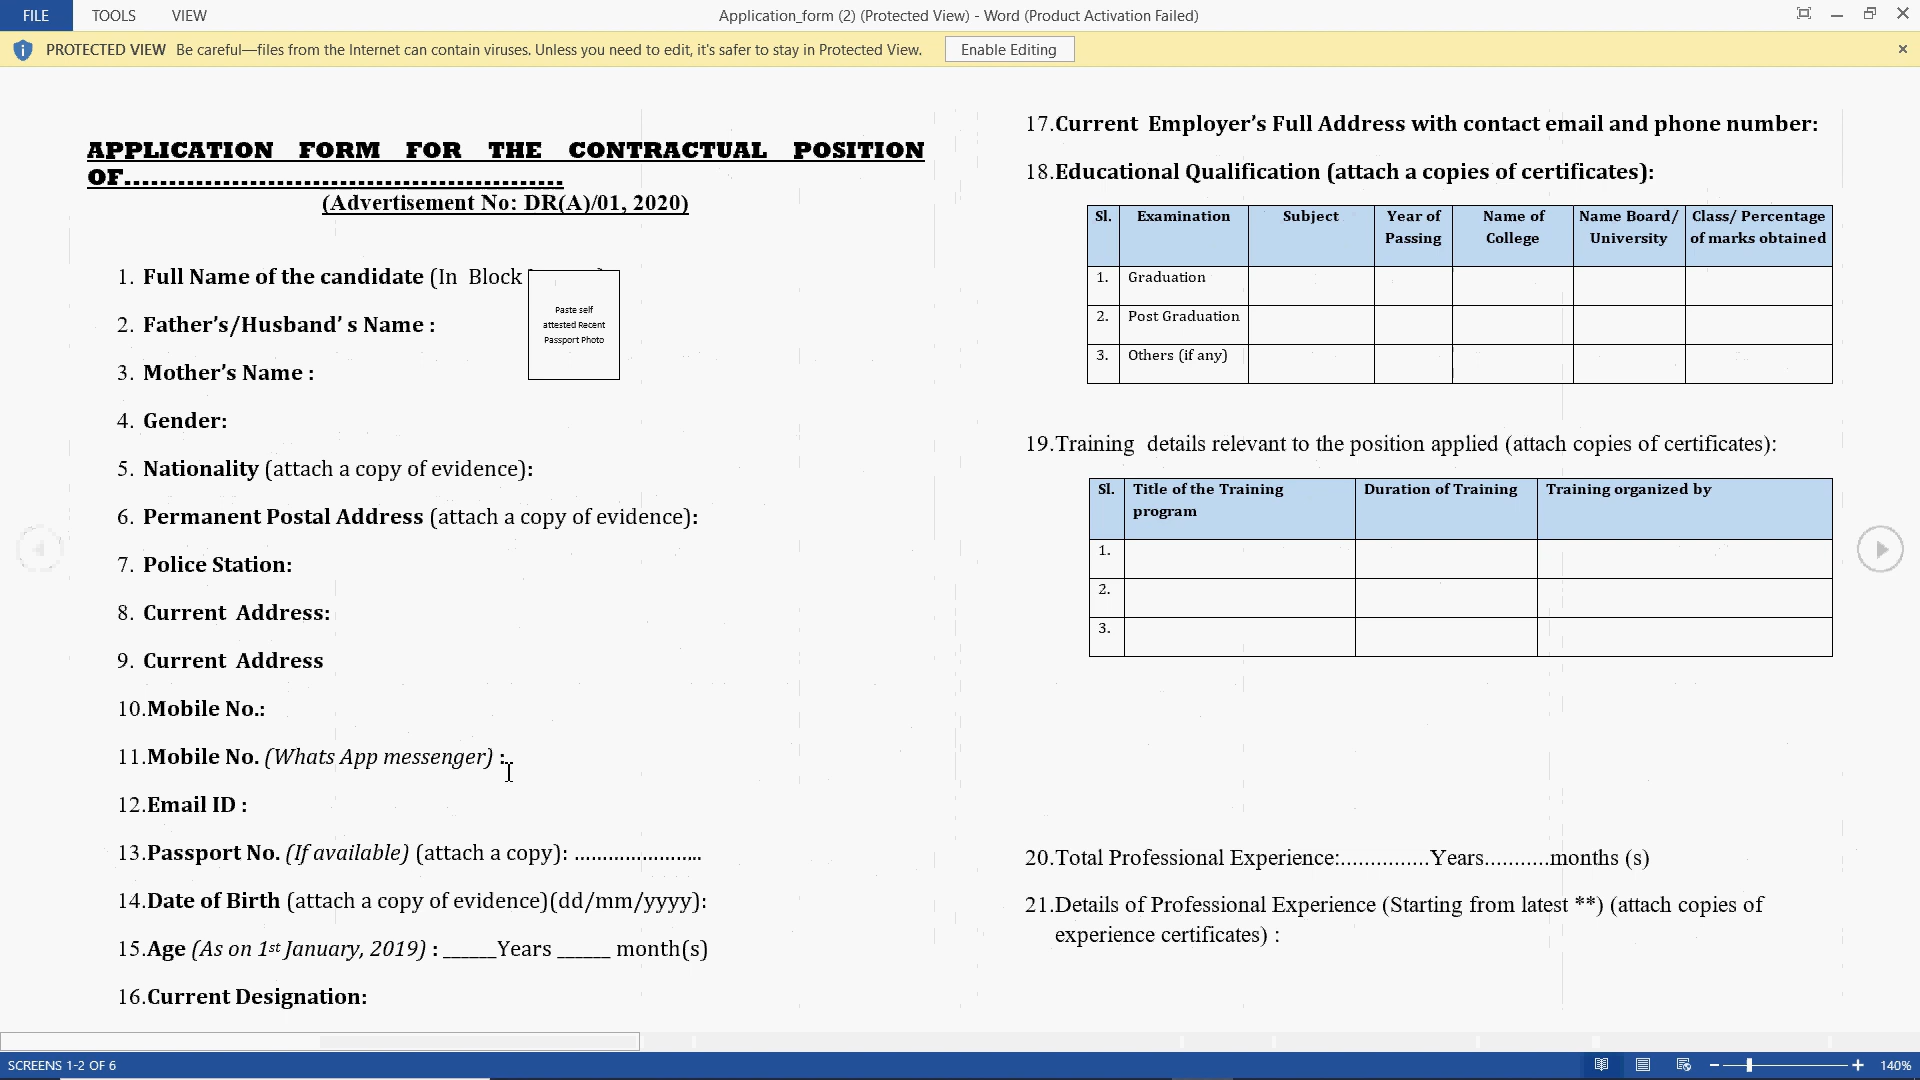 FILE TOOLS VIEW Application_form (2) (Protected View) - Word (Product Activation Failed)
PROTECTED VIEW Be careful—files from the Internet can contain viruses. Unless you need to edit, it's safer to stay in Protected View. Enable Editing
APPLICATION FORM FOR THE CONTRACTUAL POSITION
OF.................................................
(Advertisement No: DR(A)/01, 2020)
1. Full Name of the candidate (In Block
Paste self
attested Recent
Passport Photo
2. Father’s/Husband’ s Name :
3. Mother’s Name :
4. Gender:
5. Nationality (attach a copy of evidence):
6. Permanent Postal Address (attach a copy of evidence):
7. Police Station:
8. Current Address:
9. Current Address
10.Mobile No.:
11.Mobile No. (Whats App messenger) :
12.Email ID :
13.Passport No. (If available) (attach a copy): ........................
14.Date of Birth (attach a copy of evidence)(dd/mm/yyyy):
15.Age (As on 1st January, 2019) : ______Years ______ month(s)
16.Current Designation:
17.Current Employer’s Full Address with contact email and phone number:
18.Educational Qualification (attach a copies of certificates):
Sl. Examination Subject Year of Name of Name Board/ Class/ Percentage
Passing College University of marks obtained
1. Graduation
2. Post Graduation
3. Others (if any)
19.Training details relevant to the position applied (attach copies of certificates):
Sl. Title of the Training Duration of Training Training organized by
program
1.
2.
3.
20.Total Professional Experience:...............Years...........months (s)
21.Details of Professional Experience (Starting from latest **) (attach copies of
experience certificates) :
SCREENS 1-2 OF 6 140%